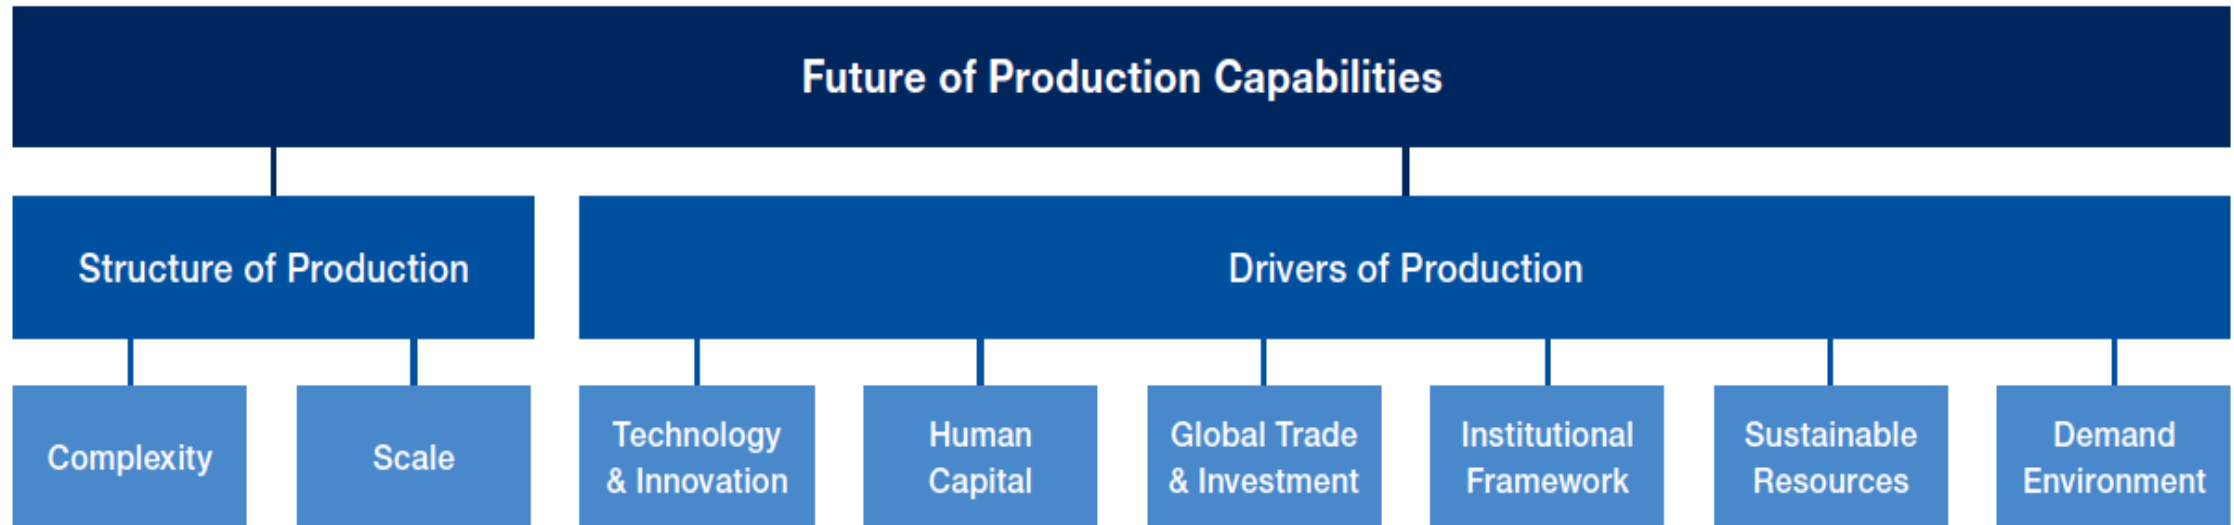 Future of Production Capabilities
Structure of Production
Drivers of Production
Complexity
Scale
Technology
& Innovation
Human
Capital
Global Trade
& Investment
Institutional
Framework
Sustainable
Resources
Demand
Environment